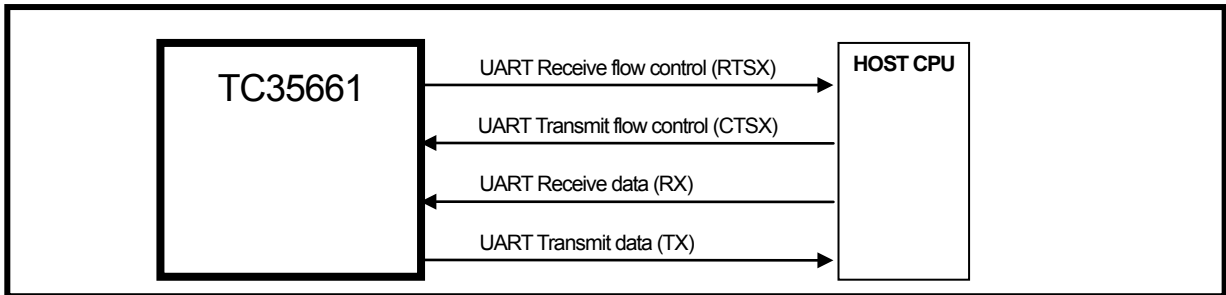 TC35661
UART Receive flow control (RTSX)
HOST CPU
UART Transmit flow control (CTSX)
UART Receive data (RX)
UART Transmit data (TX)